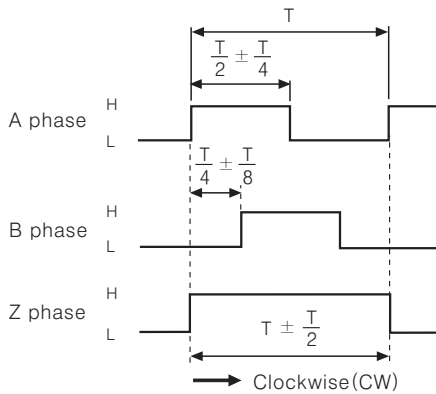 T
T/2 ± T/4
A phase
H
L
T/4 ± T/8
B phase
H
L
Z phase
H
L
T ± T/2
Clockwise(CW)